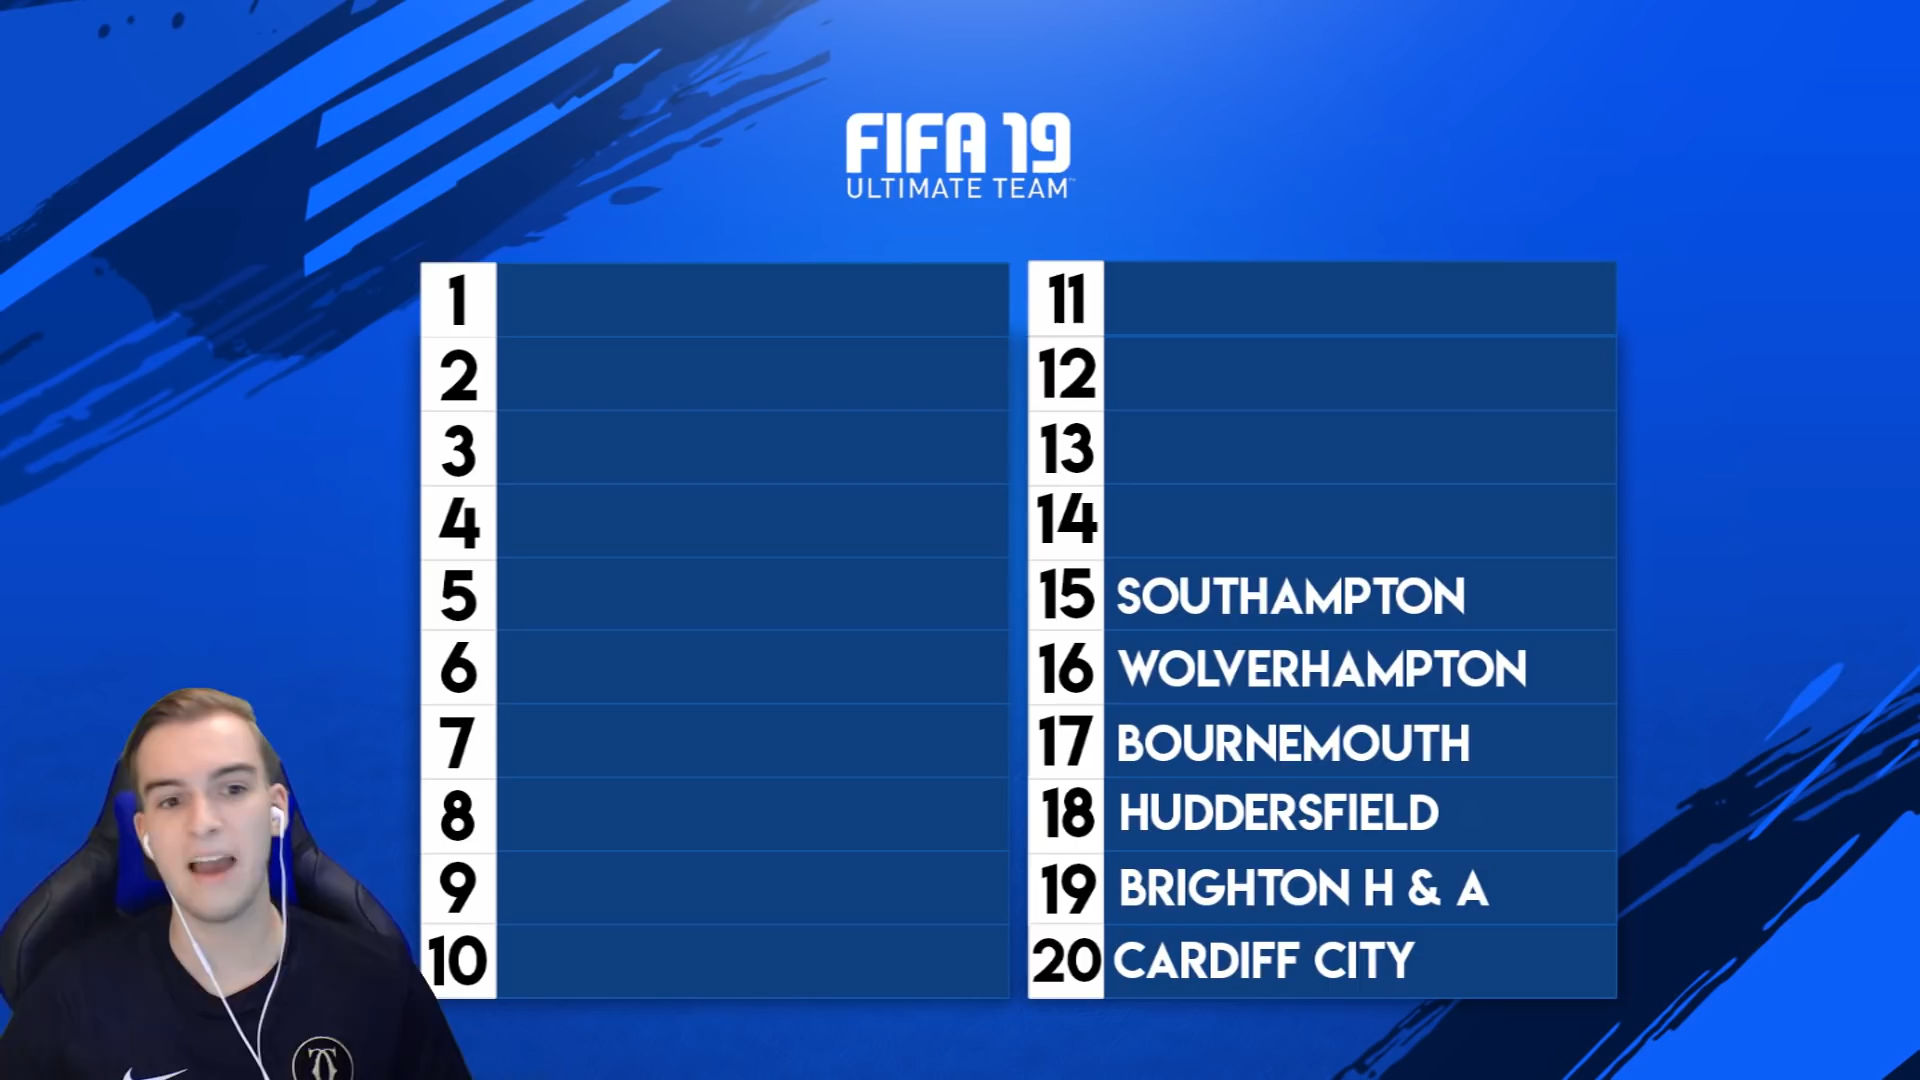 FIFA 19
ULTIMATE TEAM™
1
2
3
4
5
6
7
8
9
10
11
12
13
14
15 SOUTHAMPTON
16 WOLVERHAMPTON
17 BOURNEMOUTH
18 HUDDERSFIELD
19 BRIGHTON H & A
20 CARDIFF CITY